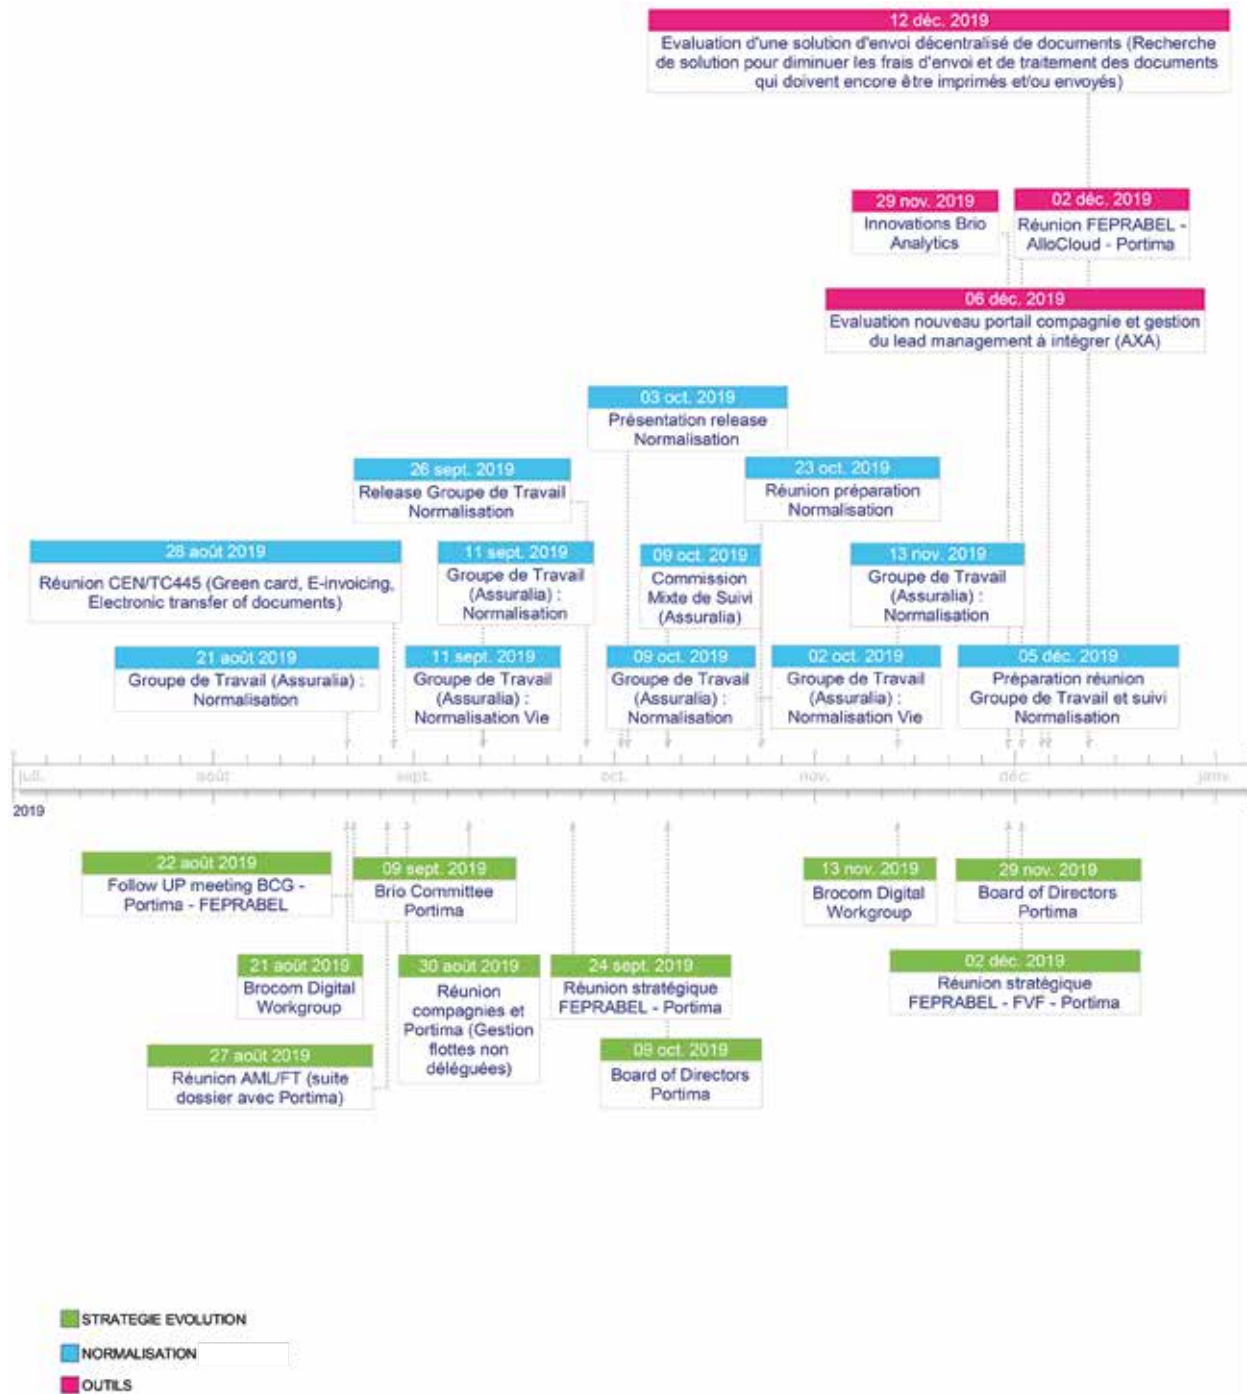 12 déc. 2019
Evaluation d'une solution d'envoi décentralisé de documents (Recherche
de solution pour diminuer les frais d'envoi et de traitement des documents
qui doivent encore être imprimés et/ou envoyés)
29 nov. 2019
Innovations Brio
Analytics
02 déc. 2019
Réunion FEPRABEL -
AlloCloud - Portima
06 déc. 2019
Evaluation nouveau portail compagnie et gestion
du lead management à intégrer (AXA)
03 oct. 2019
Présentation release
Normalisation
26 sept. 2019
Release Groupe de Travail
Normalisation
23 oct. 2019
Réunion préparation
Normalisation
28 août 2019
Réunion CEN/TC445 (Green card, E-invoicing,
Electronic transfer of documents)
11 sept. 2019
Groupe de Travail
(Assuralia) :
Normalisation
09 oct. 2019
Commission
Mixte de Suivi
(Assuralia)
13 nov. 2019
Groupe de Travail
(Assuralia) :
Normalisation
21 août 2019
Groupe de Travail (Assuralia) :
Normalisation
11 sept. 2019
Groupe de Travail
(Assuralia) :
Normalisation Vie
09 oct. 2019
Groupe de Travail
(Assuralia) :
Normalisation
02 oct. 2019
Groupe de Travail
(Assuralia) :
Normalisation Vie
05 déc. 2019
Préparation réunion
Groupe de Travail et suivi
Normalisation
juil. août sept. oct. nov. déc. janv.
2019
22 août 2019
Follow UP meeting BCG -
Portima - FEPRABEL
09 sept. 2019
Brio Committee
Portima
13 nov. 2019
Brocom Digital
Workgroup
29 nov. 2019
Board of Directors
Portima
21 août 2019
Brocom Digital
Workgroup
30 août 2019
Réunion
compagnies et
Portima (Gestion
flottes non
déléguées)
24 sept. 2019
Réunion stratégique
FEPRABEL - Portima
02 déc. 2019
Réunion stratégique
FEPRABEL - FVF - Portima
27 août 2019
Réunion AML/FT (suite
dossier avec Portima)
09 oct. 2019
Board of Directors
Portima
STRATEGIE EVOLUTION
NORMALISATION
OUTILS